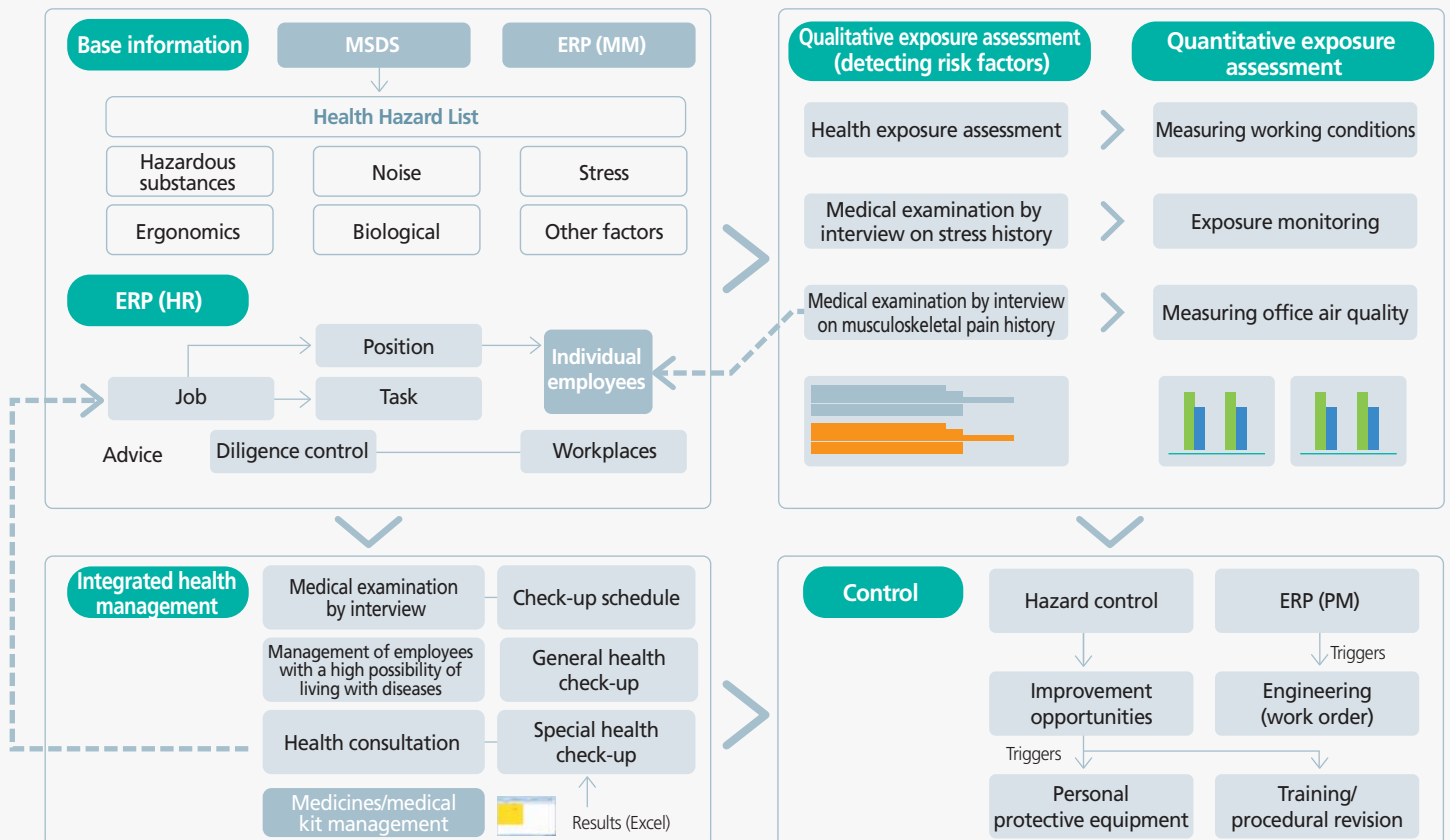 Base information
MSDS
ERP (MM)
Health Hazard List
Hazardous
substances
Noise
Stress
Ergonomics
Biological
Other factors
ERP (HR)
Position
Individual
employees
Job
Task
Advice
Diligence control
Workplaces
Qualitative exposure assessment
(detecting risk factors)
Quantitative exposure
assessment
Health exposure assessment
Measuring working conditions
Medical examination by
interview on stress history
Exposure monitoring
Medical examination by interview
on musculoskeletal pain history
Measuring office air quality
Integrated health
management
Medical examination
by interview
Check-up schedule
Management of employees
with a high possibility of
living with diseases
General health
check-up
Health consultation
Special health
check-up
Medicines/medical
kit management
Results (Excel)
Control
Hazard control
ERP (PM)
Triggers
Improvement
opportunities
Engineering
(work order)
Triggers
Personal
protective equipment
Training/
procedural revision